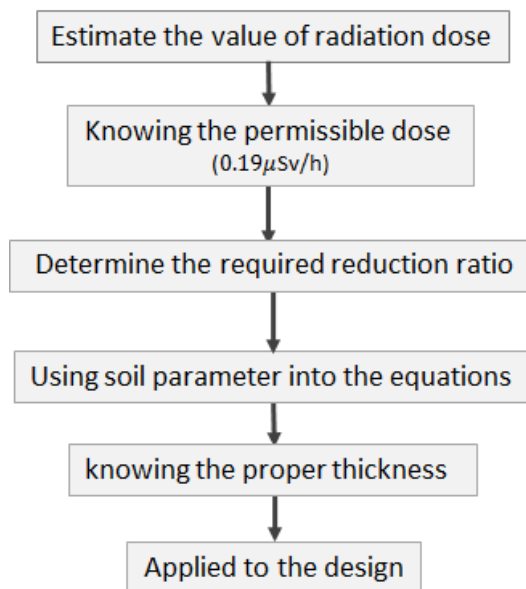 Estimate the value of radiation dose
Knowing the permissible dose
(0.19μSv/h)
Determine the required reduction ratio
Using soil parameter into the equations
knowing the proper thickness
Applied to the design